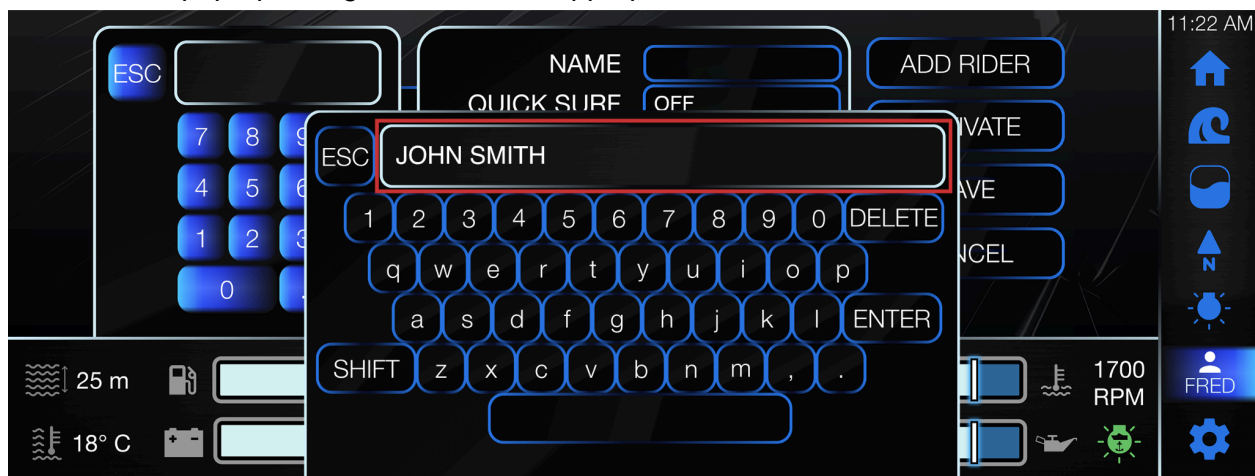 11:22 AM
ESC
NAME
QUICK SURF OFF
ADD RIDER
ESC JOHN SMITH
7 8 9
4 5 6
1 2 3
0 .
1 2 3 4 5 6 7 8 9 0 DELETE
q w e r t y u i o p
a s d f g h j k l ENTER
SHIFT z x c v b n m , .
25 m
18° C
1700
RPM
N
FRED